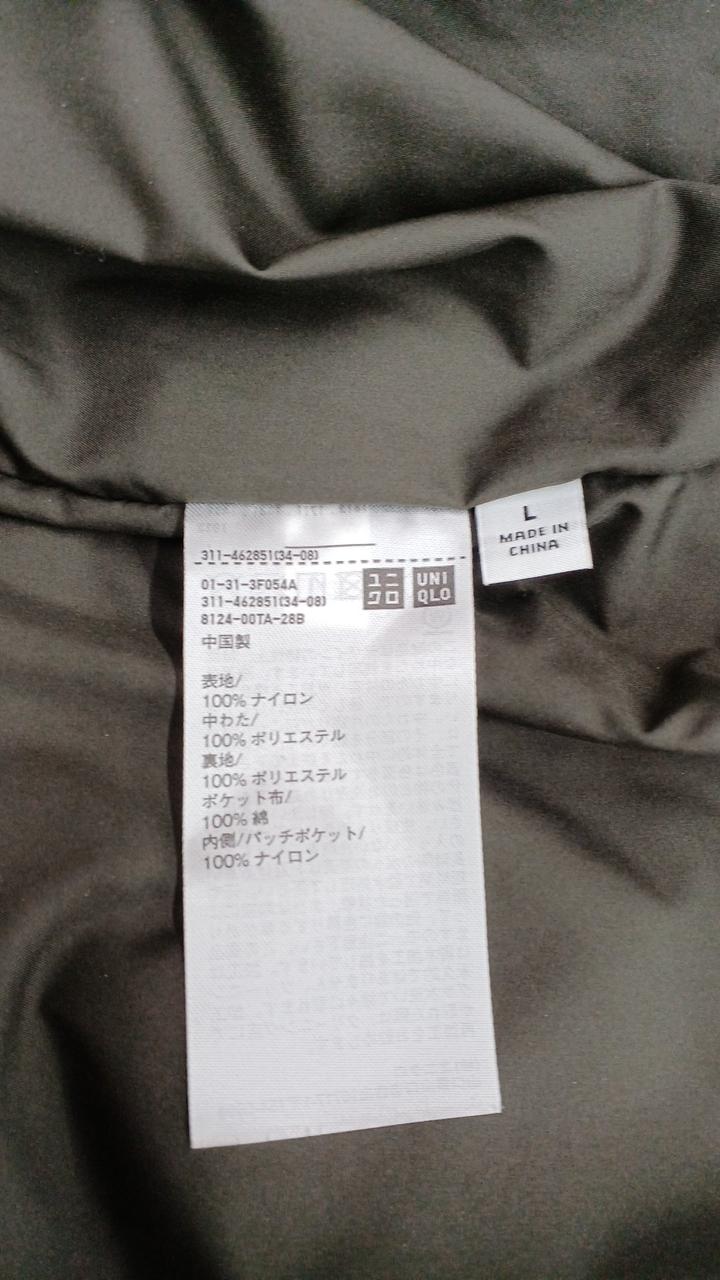 311-462851(34-08)
01-31-3F054A
311-462851(34-08)
8124-00TA-28B
ユニ
クロ
UNI
QLO
中国製
表地/
100% ナイロン
中わた/
100% ポリエステル
裏地/
100% ポリエステル
ポケット布/
100% 綿
内側/パッチポケット/
100% ナイロン
L
MADE IN
CHINA